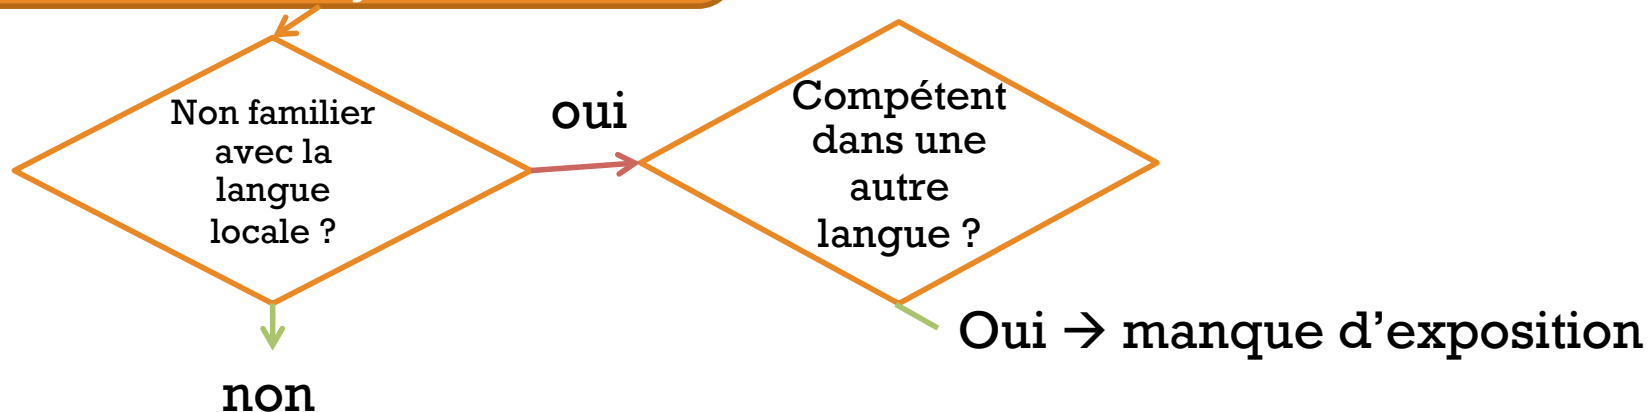 Non familier
avec la
langue
locale ?
oui
Compétent
dans une
autre
langue ?
Oui → manque d’exposition
non